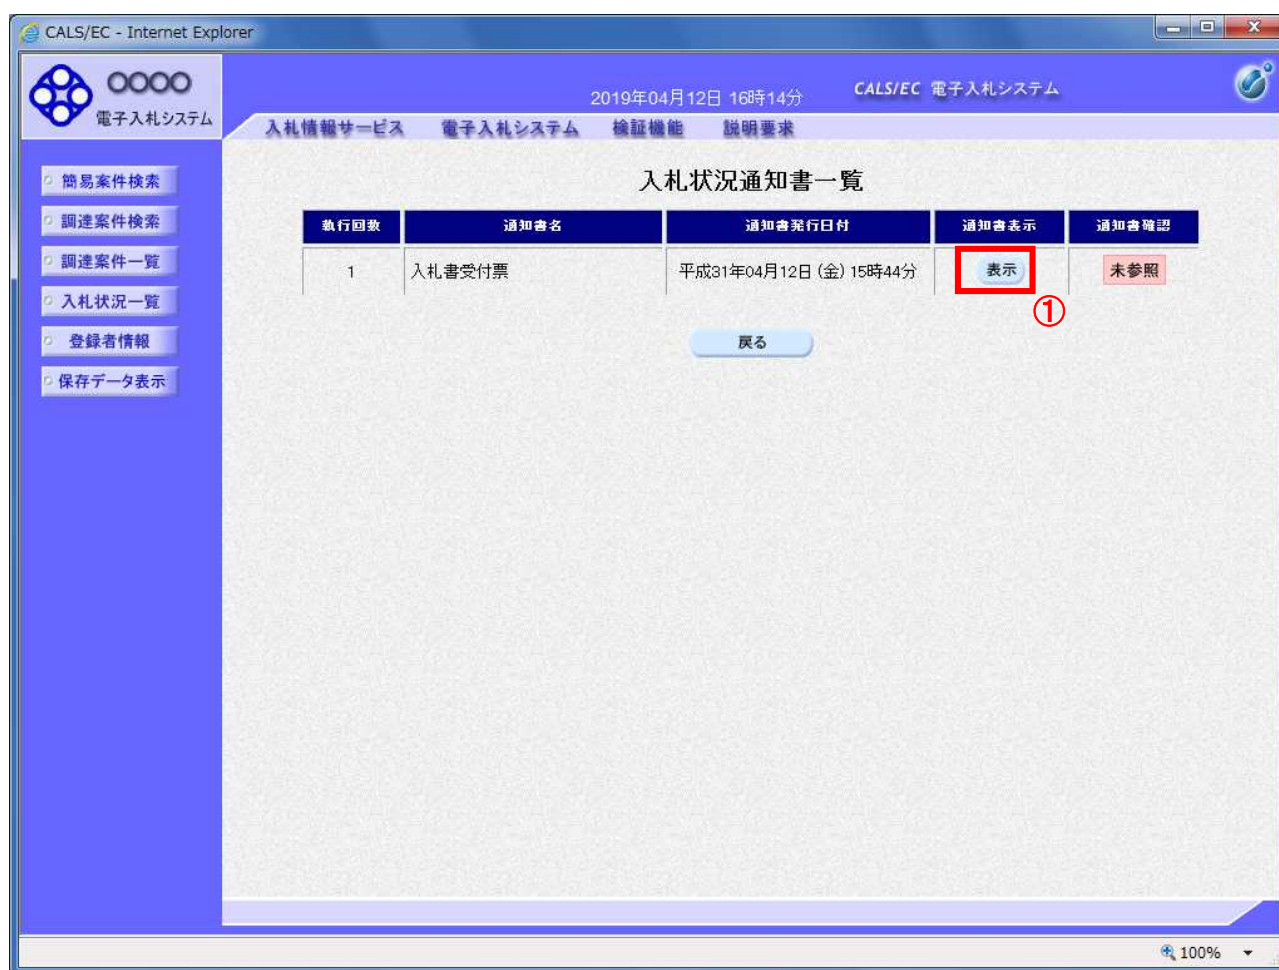 CALS/EC - Internet Explorer
〇〇〇〇
電子入札システム
2019年04月12日 16時14分
CALS/EC 電子入札システム
入札情報サービス 電子入札システム 検証機能 説明要求
簡易案件検索
調達案件検索
調達案件一覧
入札状況一覧
登録者情報
保存データ表示
入札状況通知書一覧
執行回数 通知書名 通知書発行日付 通知書表示 通知書確認
1 入札書受付票 平成31年04月12日 (金) 15時44分 表示 未参照
①
戻る
100%